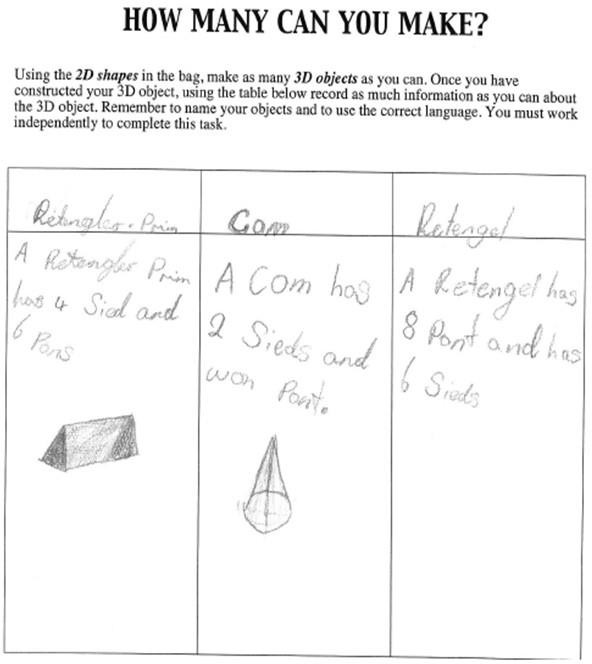 HOW MANY CAN YOU MAKE?
Using the 2D shapes in the bag, make as many 3D objects as you can. Once you have
constructed your 3D object, using the table below record as much information as you can about
the 3D object. Remember to name your objects and to use the correct language. You must work
independently to complete this task.
Retengler. Prim
Com
Retengel
A Retengler Prim
has 4 Sied and
6 Pons
A Com has
2 Sieds and
won Pont.
A Retengel has
8 Pont and has
6 Sieds